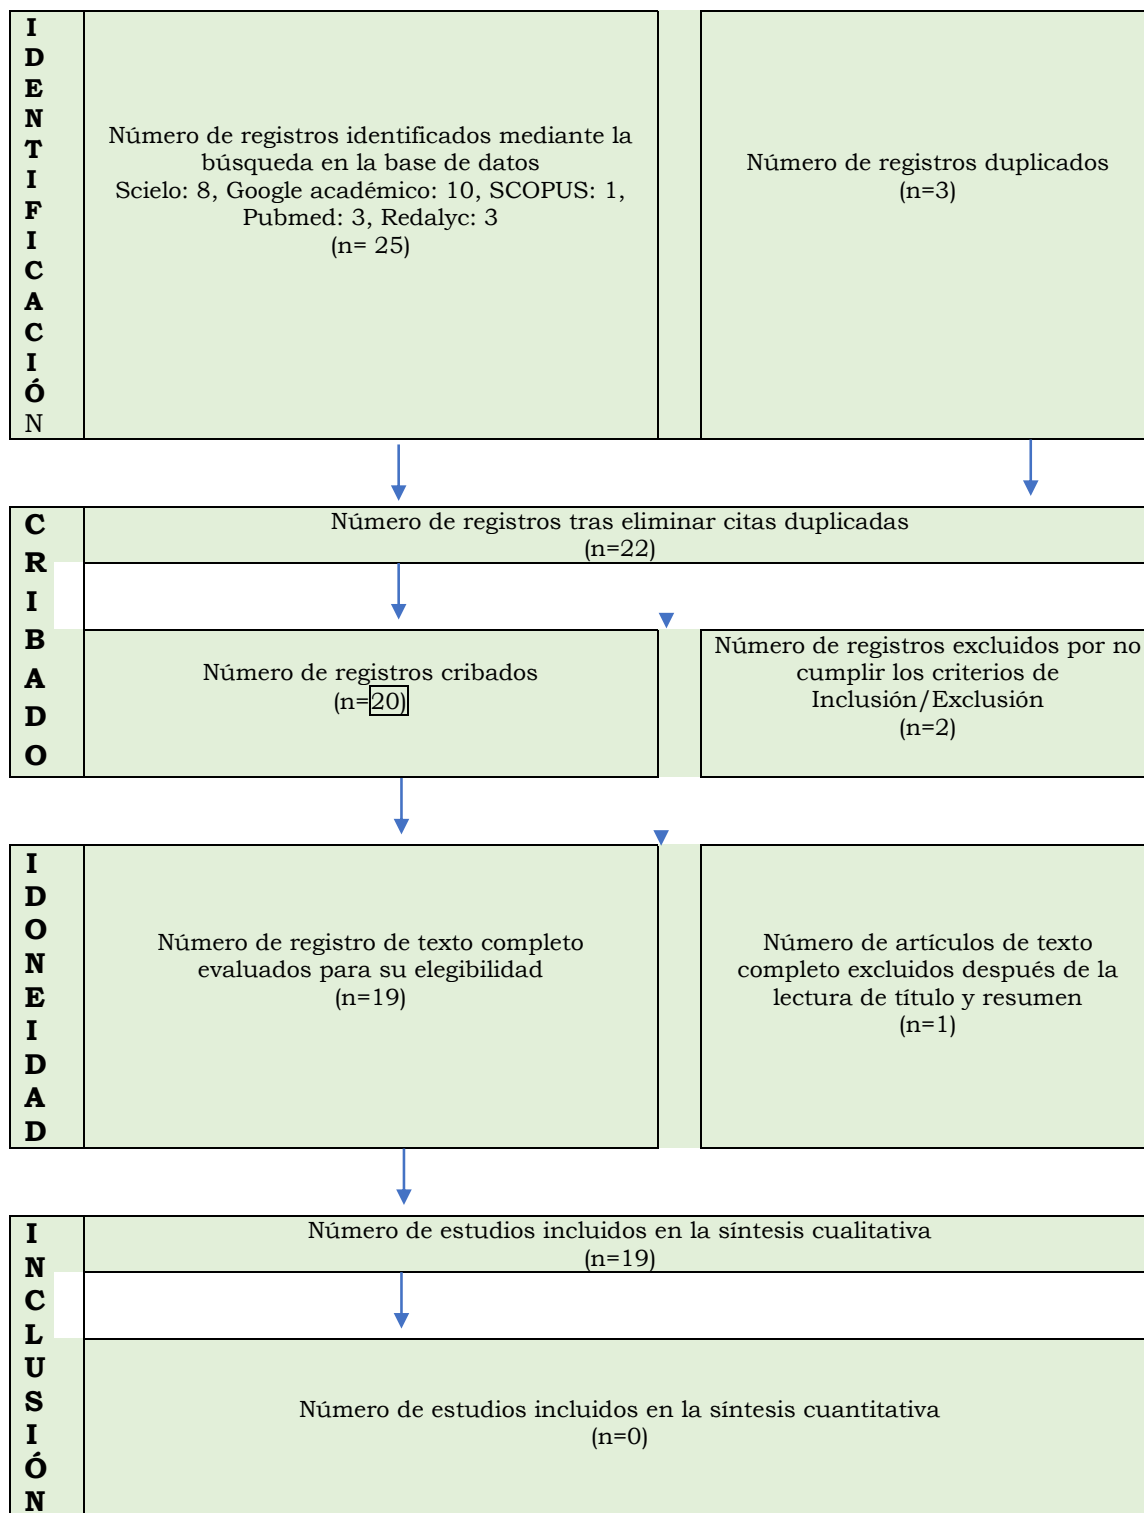 IDENTIFICACIÓN
Número de registros identificados mediante la
búsqueda en la base de datos
Scielo: 8, Google académico: 10, SCOPUS: 1,
Pubmed: 3, Redalyc: 3
(n= 25)
Número de registros duplicados
(n=3)
CRIBADO
Número de registros tras eliminar citas duplicadas
(n=22)
Número de registros cribados
(n=20)
Número de registros excluidos por no
cumplir los criterios de
Inclusión/Exclusión
(n=2)
IDONEIDAD
Número de registro de texto completo
evaluados para su elegibilidad
(n=19)
Número de artículos de texto
completo excluidos después de la
lectura de título y resumen
(n=1)
INCLUSIÓN
Número de estudios incluidos en la síntesis cualitativa
(n=19)
Número de estudios incluidos en la síntesis cuantitativa
(n=0)